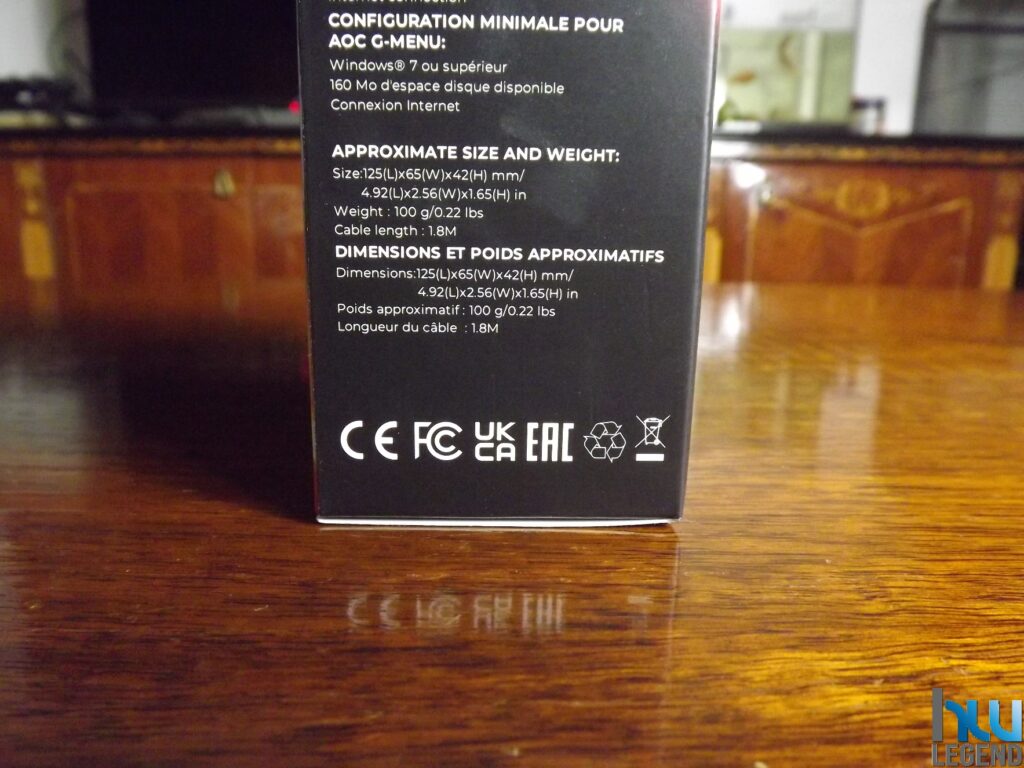 Internet connection
CONFIGURATION MINIMALE POUR
AOC G-MENU:
Windows® 7 ou supérieur
160 Mo d'espace disque disponible
Connexion Internet
APPROXIMATE SIZE AND WEIGHT:
Size:125(L)x65(W)x42(H) mm/
4.92(L)x2.56(W)x1.65(H) in
Weight : 100 g/0.22 lbs
Cable length : 1.8M
DIMENSIONS ET POIDS APPROXIMATIFS
Dimensions:125(L)x65(W)x42(H) mm/
4.92(L)x2.56(W)x1.65(H) in
Poids approximatif : 100 g/0.22 lbs
Longueur du câble : 1.8M
CE FC UK CA EAC
hw
LEGEND